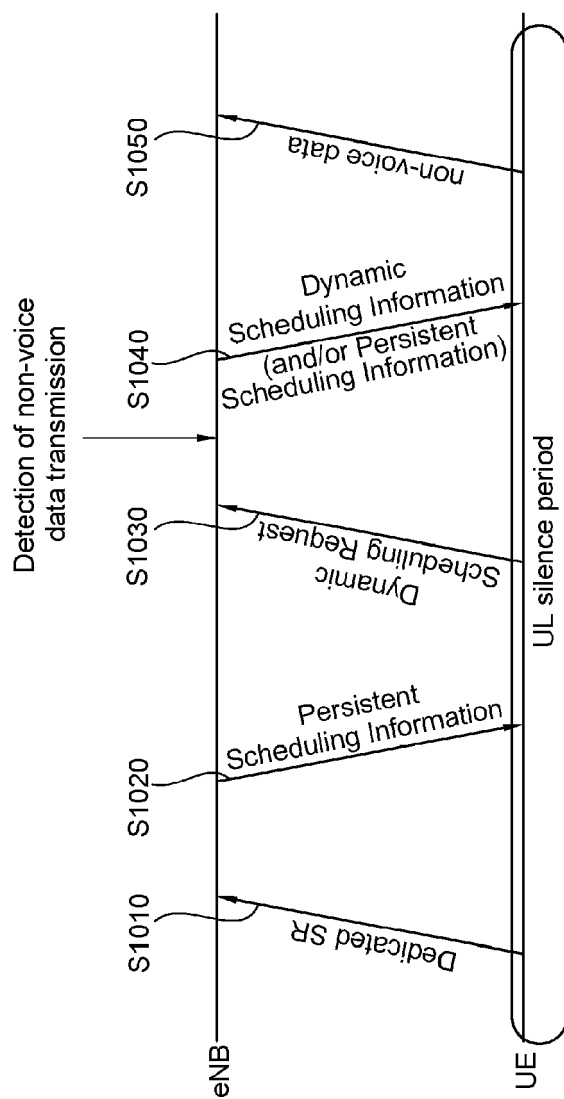 Detection of non-voice
data transmission
S1010
S1020
S1030
S1040
S1050
eNB
Dedicated SR
Persistent
Scheduling Information
Dynamic
Scheduling Request
Dynamic
Scheduling Information
(and/or Persistent
Scheduling Information)
non-voice data
UE
UL silence period